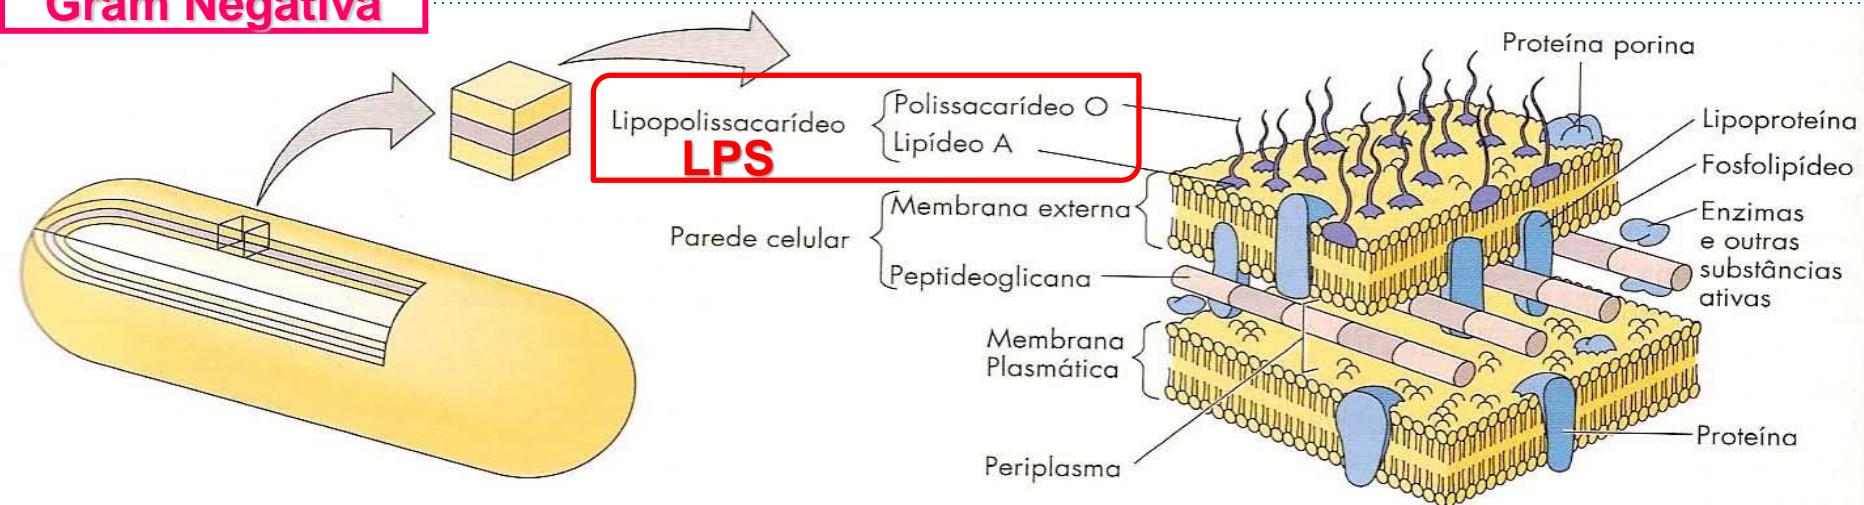 Gram Negativa
Lipopolissacarídeo
LPS
Polissacarídeo O
Lipídeo A
Parede celular
Membrana externa
Peptideoglicana
Membrana
Plasmática
Periplasma
Proteína porina
Lipoproteína
Fosfolipídeo
Enzimas
e outras
substâncias
ativas
Proteína